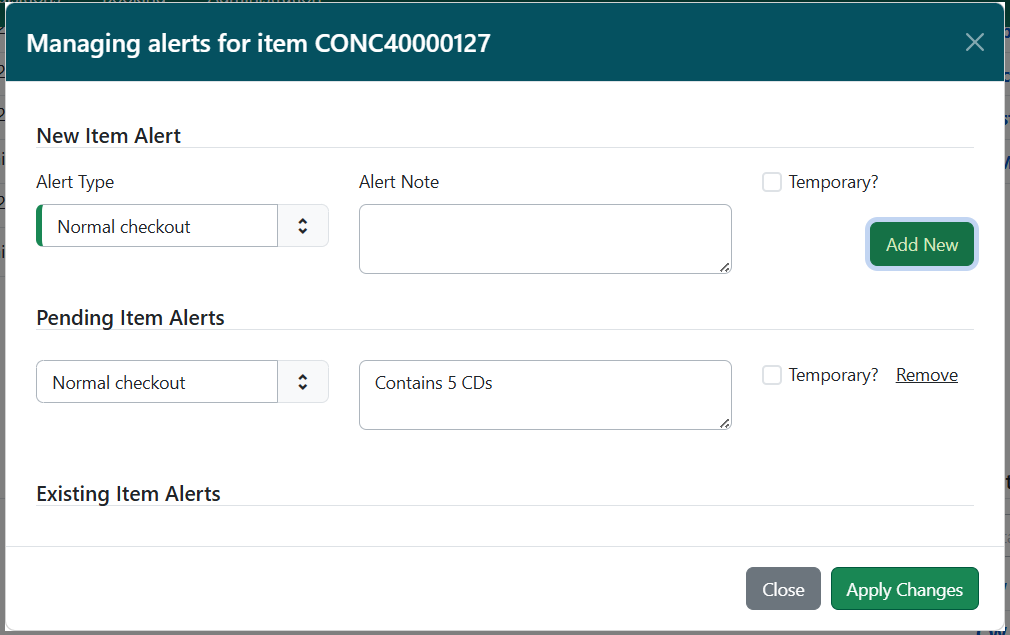 Managing alerts for item CONC40000127
New Item Alert
Alert Type
Alert Note
Temporary?
Normal checkout
Add New
Pending Item Alerts
Normal checkout
Contains 5 CDs
Temporary? Remove
Existing Item Alerts
Close
Apply Changes